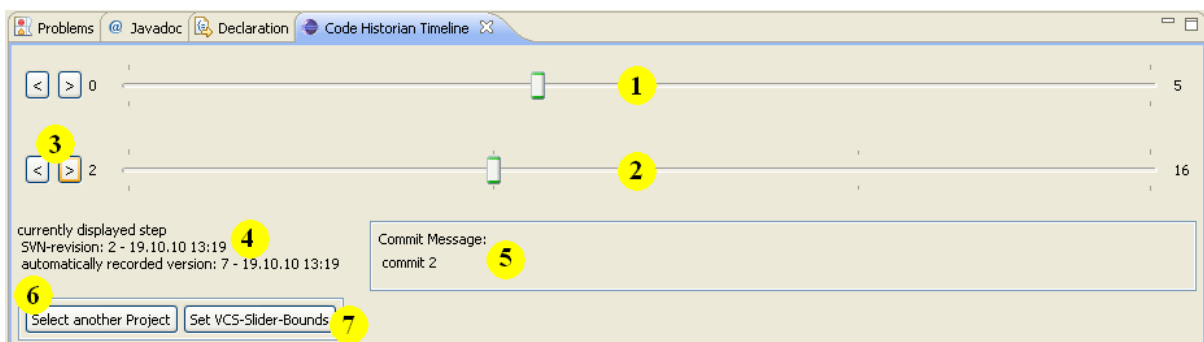 Problems @ Javadoc Declaration Code Historian Timeline
< > 0 1 5
3
< > 2 2 16
currently displayed step
SVN-revision: 2 - 19.10.10 13:19
automatically recorded version: 7 - 19.10.10 13:19
4
Commit Message:
commit 2
5
6
Select another Project Set VCS-Slider-Bounds 7